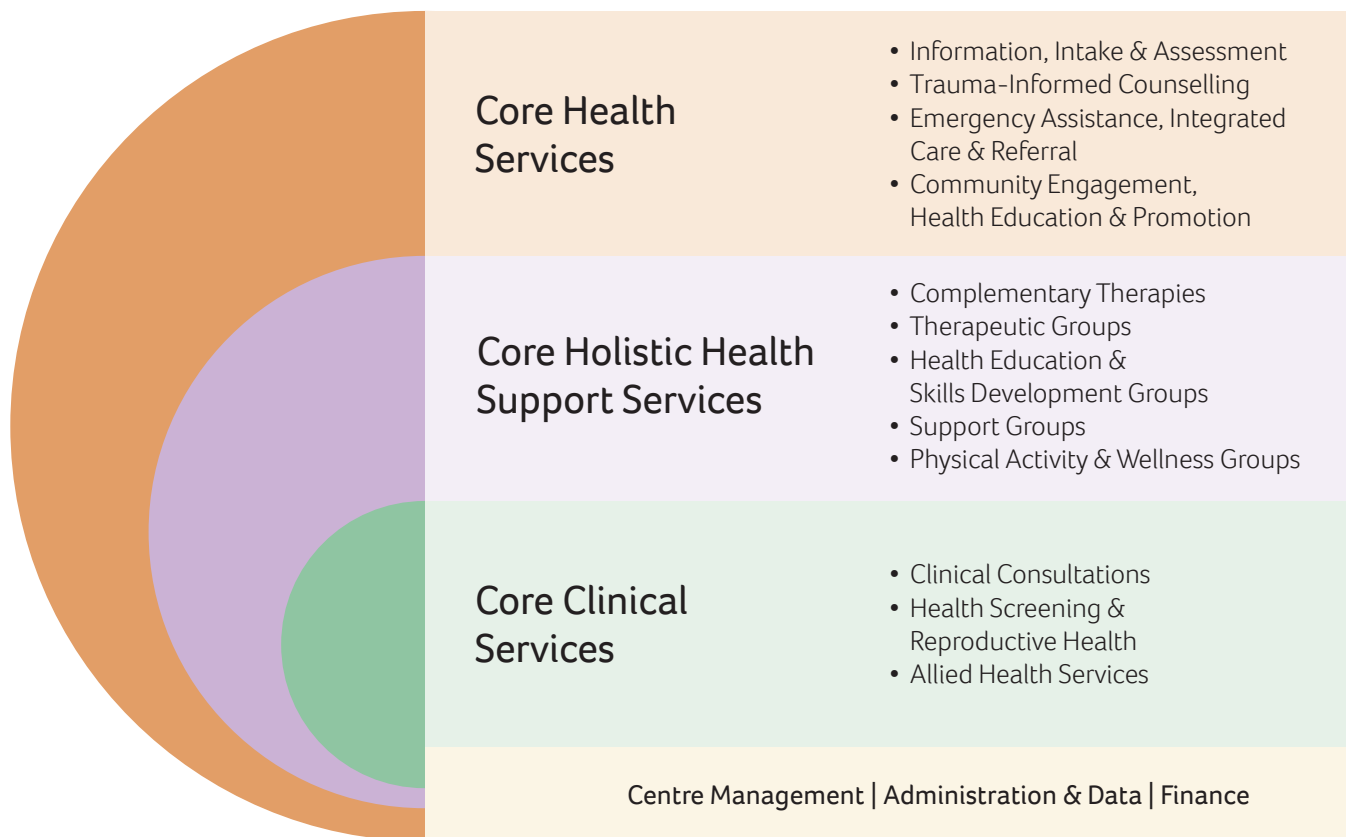 Core Health
Services
• Information, Intake & Assessment
• Trauma-Informed Counselling
• Emergency Assistance, Integrated
Care & Referral
• Community Engagement,
Health Education & Promotion
Core Holistic Health
Support Services
• Complementary Therapies
• Therapeutic Groups
• Health Education &
Skills Development Groups
• Support Groups
• Physical Activity & Wellness Groups
Core Clinical
Services
• Clinical Consultations
• Health Screening &
Reproductive Health
• Allied Health Services
Centre Management | Administration & Data | Finance